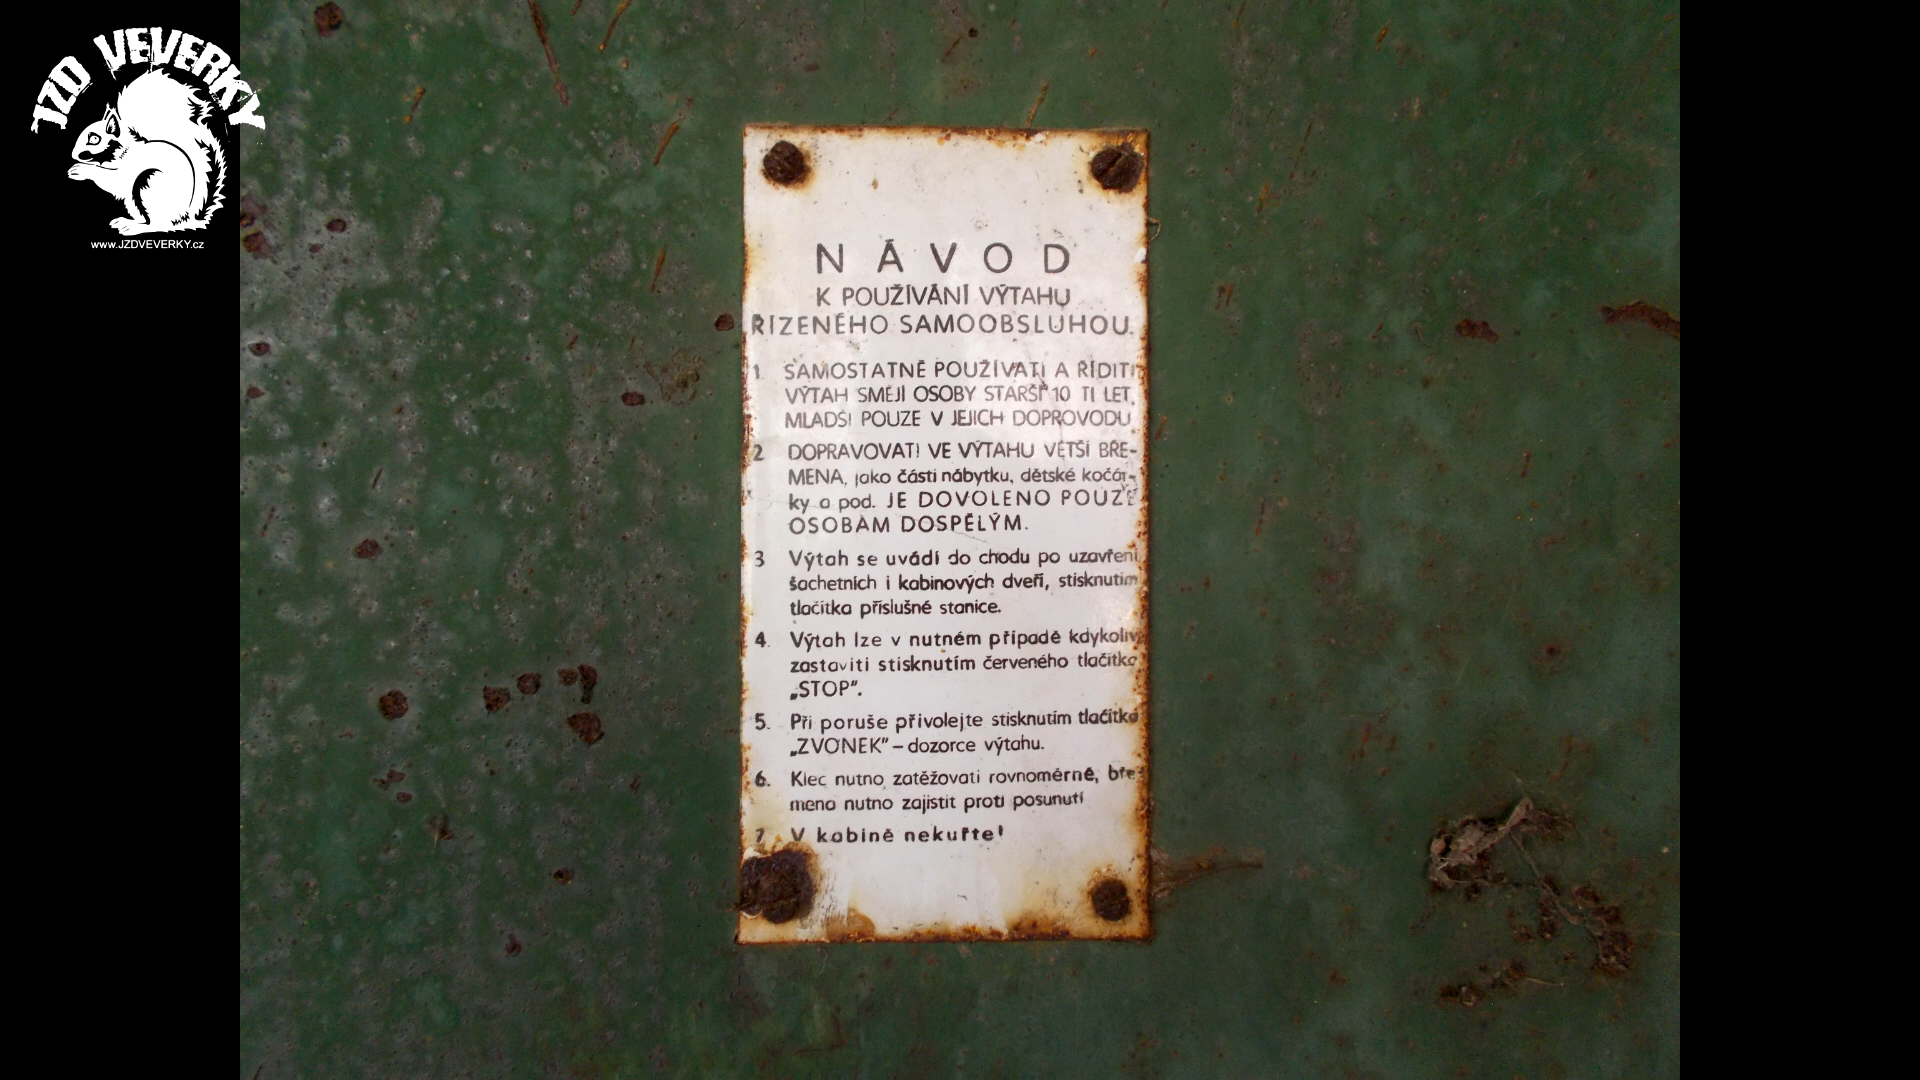 JZD VEVERKY
www.JZDVEVERKY.cz
NÁVOD
K POUŽÍVÁNÍ VÝTAHU
ŘÍZENÉHO SAMOOBSLUHOU.
1. SAMOSTATNĚ POUŽÍVATI A ŘÍDITI
VÝTAH SMĚJÍ OSOBY STARŠÍ 10 TI LET,
MLADŠÍ POUZE V JEJICH DOPROVODU
2 DOPRAVOVATI VE VÝTAHU VĚTŠÍ BŘE-
MENA, jako části nábytku, dětské kočár-
ky a pod. JE DOVOLENO POUZE
OSOBÁM DOSPĚLÝM.
3 Výtah se uvádí do chodu po uzavření
šachetních i kabinových dveří, stisknutím
tlačítka příslušné stanice.
4. Výtah lze v nutném případě kdykoliv
zastaviti stisknutím červeného tlačítka
„STOP".
5. Při poruše přivolejte stisknutím tlačítka
„ZVONEK" – dozorce výtahu.
6. Klec nutno zatěžovati rovnoměrně, bře-
mena nutno zajistit proti posunutí
7 V kabině nekuřte!